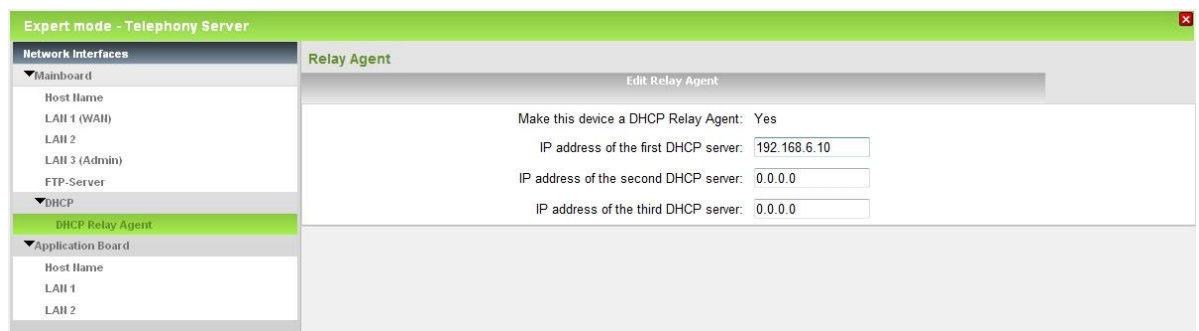 Expert mode - Telephony Server
Network Interfaces
Mainboard
Host Name
LAN 1 (WAN)
LAN 2
LAN 3 (Admin)
FTP-Server
DHCP
DHCP Relay Agent
Application Board
Host Name
LAN 1
LAN 2
Relay Agent
Edit Relay Agent
Make this device a DHCP Relay Agent: Yes
IP address of the first DHCP server: 192.168.6.10
IP address of the second DHCP server: 0.0.0.0
IP address of the third DHCP server: 0.0.0.0